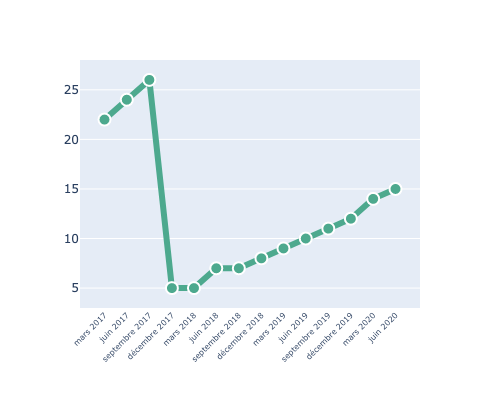 25
20
15
10
5
mars 2017
juin 2017
septembre 2017
décembre 2017
mars 2018
juin 2018
septembre 2018
décembre 2018
mars 2019
juin 2019
septembre 2019
décembre 2019
mars 2020
juin 2020